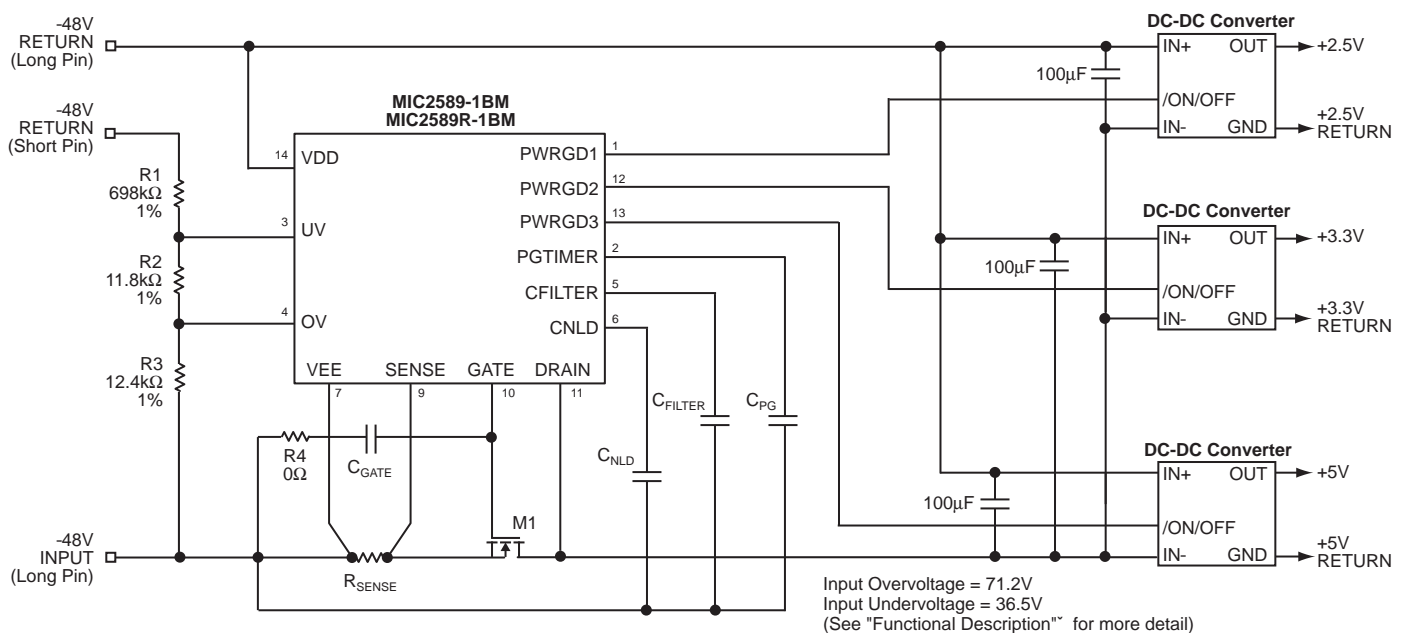 -48V
RETURN
(Long Pin)
-48V
RETURN
(Short Pin)
R1
698kΩ
1%
R2
11.8kΩ
1%
R3
12.4kΩ
1%
-48V
INPUT
(Long Pin)
MIC2589-1BM
MIC2589R-1BM
14
VDD
3
UV
4
OV
VEE
7
SENSE
9
GATE
10
DRAIN
11
PWRGD1
1
PWRGD2
12
PWRGD3
13
PGTIMER
2
CFILTER
5
CNLD
6
R4
0Ω
CGATE
RSENSE
M1
CNLD
CFILTER
CPG
DC-DC Converter
IN+ OUT
+2.5V
100µF
/ON/OFF
IN- GND
+2.5V
RETURN
DC-DC Converter
IN+ OUT
+3.3V
100µF
/ON/OFF
IN- GND
+3.3V
RETURN
DC-DC Converter
IN+ OUT
+5V
100µF
/ON/OFF
IN- GND
+5V
RETURN
Input Overvoltage = 71.2V
Input Undervoltage = 36.5V
(See "Functional Description"ˇ for more detail)